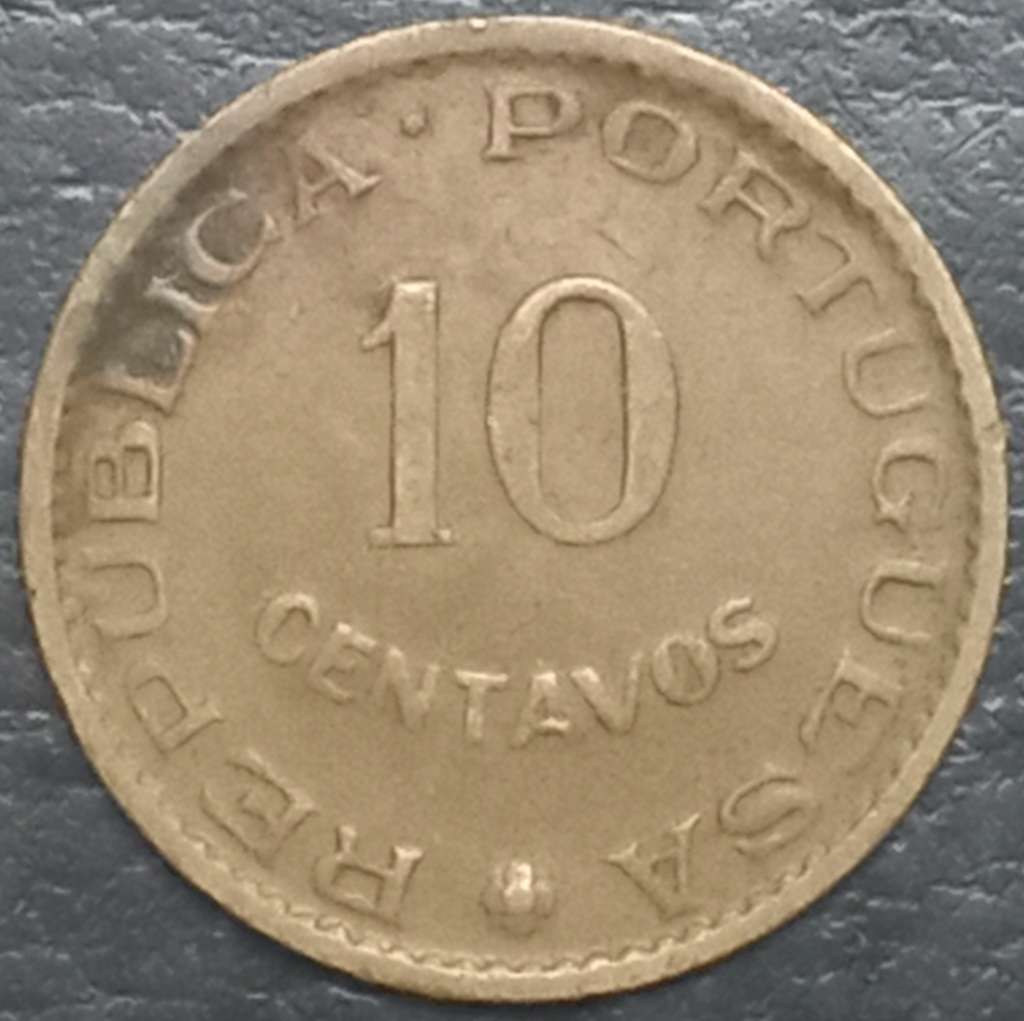 REPUBLICA · PORTUGUESA
10
CENTAVOS